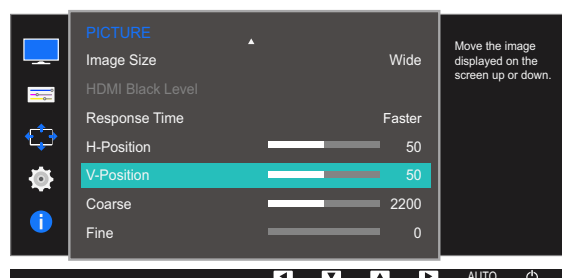 PICTURE
Image Size Wide
HDMI Black Level
Response Time Faster
H-Position 50
V-Position 50
Coarse 2200
Fine 0
Move the image
displayed on the
screen up or down.
AUTO